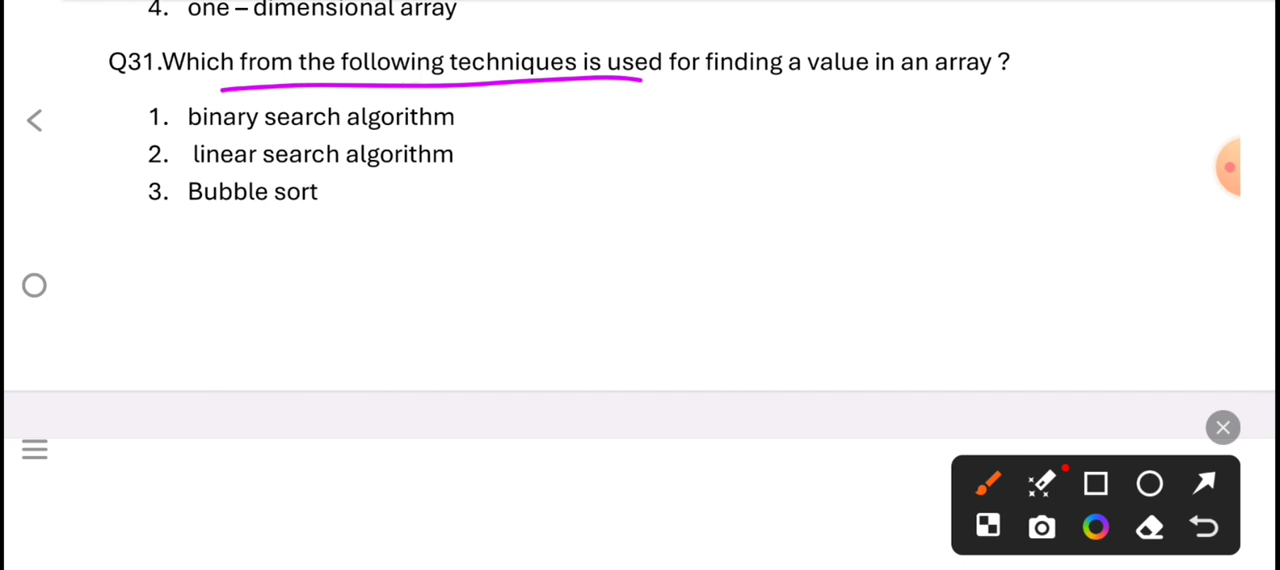 4. one – dimensional array
Q31.Which from the following techniques is used for finding a value in an array ?
1. binary search algorithm
2. linear search algorithm
3. Bubble sort